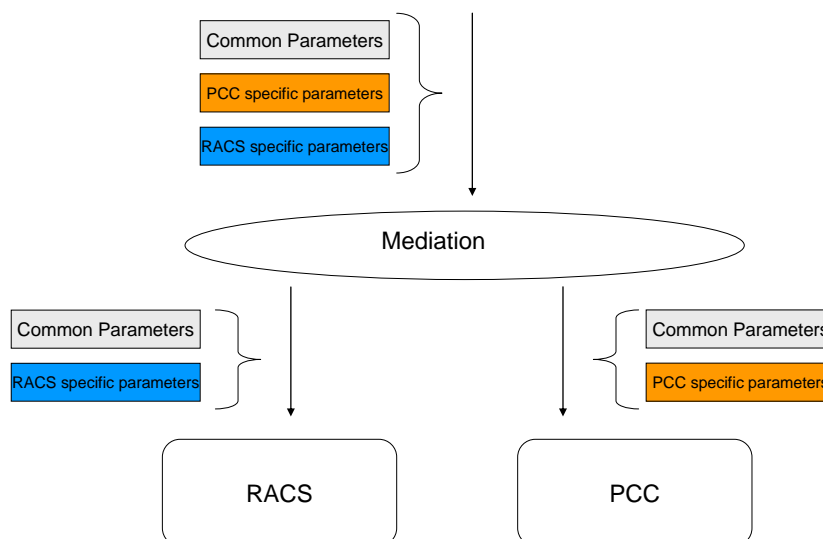 Common Parameters
PCC specific parameters
RACS specific parameters
Mediation
Common Parameters
RACS specific parameters
Common Parameters
PCC specific parameters
RACS
PCC